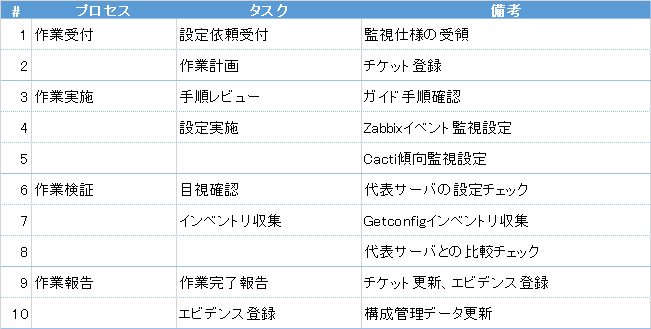 # プロセス タスク 備考
1 作業受付 設定依頼受付 監視仕様の受領
2 作業計画 チケット登録
3 作業実施 手順レビュー ガイド手順確認
4 設定実施 Zabbixイベント監視設定
5 Cacti傾向監視設定
6 作業検証 目視確認 代表サーバの設定チェック
7 インベントリ収集 Getconfigインベントリ収集
8 代表サーバとの比較チェック
9 作業報告 作業完了報告 チケット更新、エビデンス登録
10 エビデンス登録 構成管理データ更新